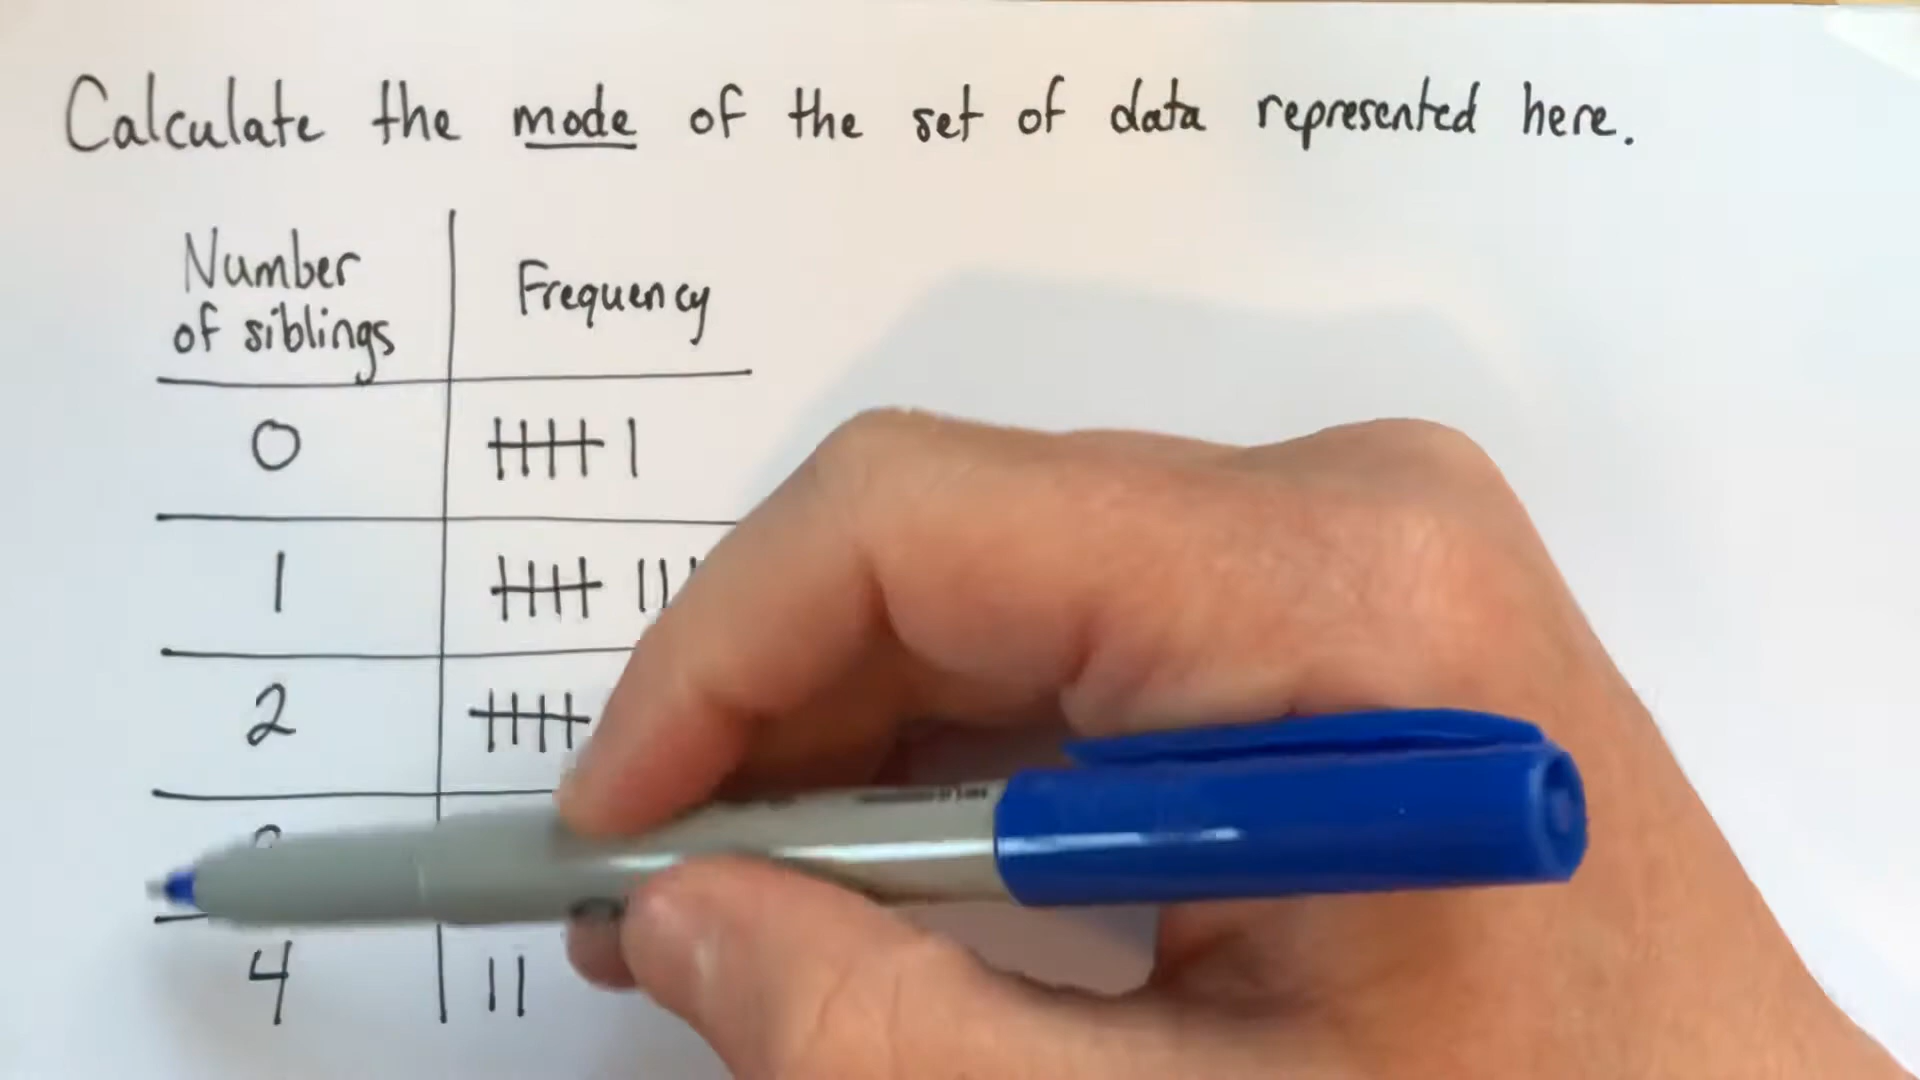 Calculate the mode of the set of data represented here.
Number of siblings
Frequency
0
1
2
4